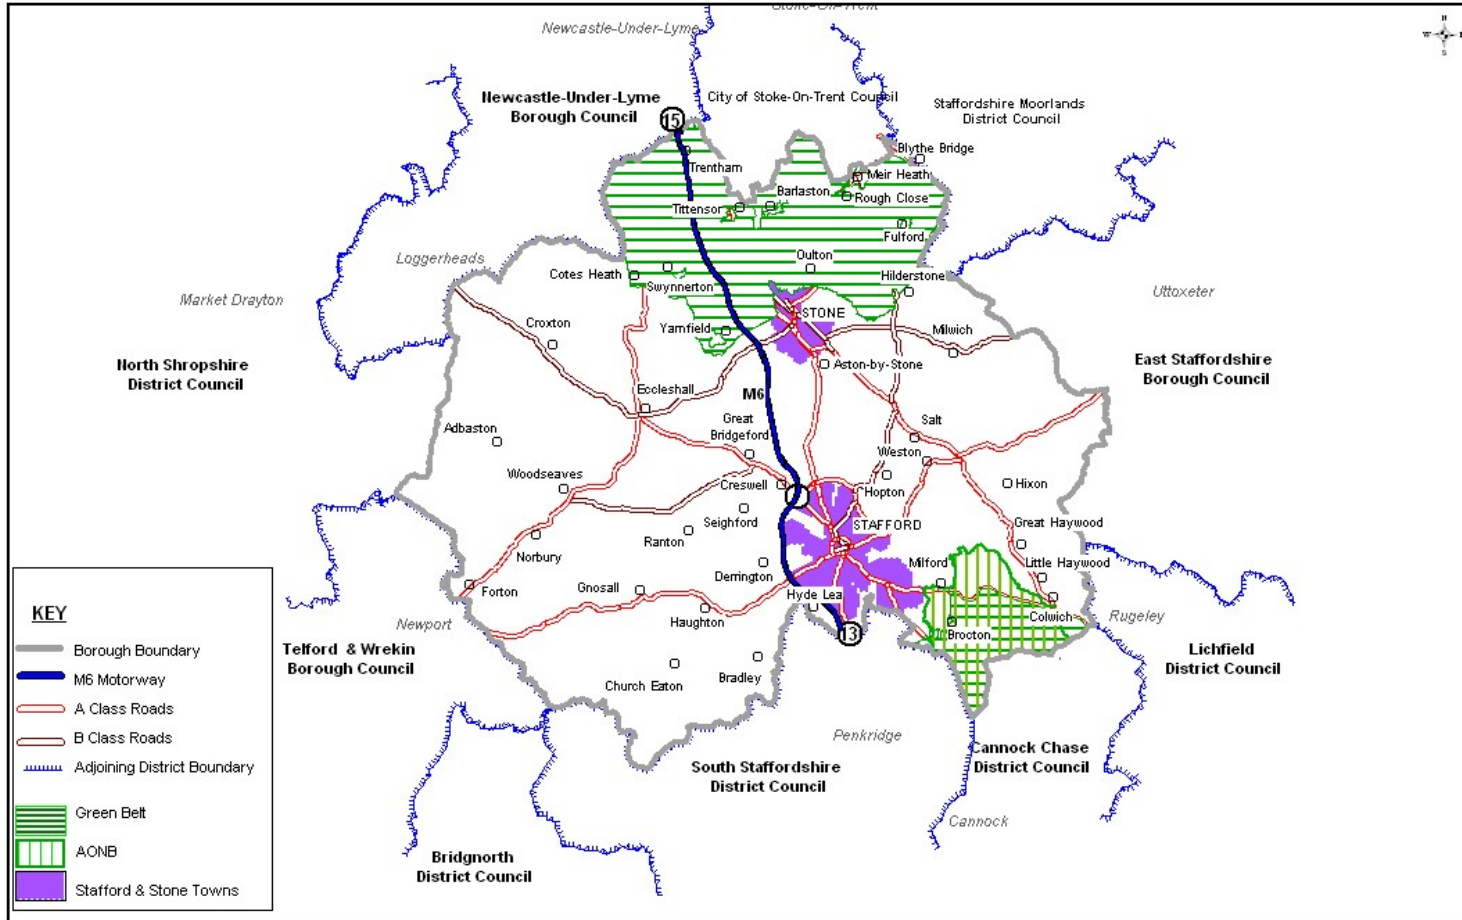 Stoke-On-Trent
Newcastle-Under-Lyme
N
W
E
S
Newcastle-Under-Lyme
Borough Council
City of Stoke-On-Trent Council
Staffordshire Moorlands
District Council
15
Blythe Bridge
Trentham
Meir Heath
Barlaston
Rough Close
Tittensor
Fulford
Loggerheads
Oulton
Cotes Heath
Hilderstone
Swynnerton
Market Drayton
Uttoxeter
STONE
Croxton
Yarnfield
Milwich
North Shropshire
District Council
Aston-by-Stone
East Staffordshire
Borough Council
Eccleshall
M6
Great
Bridgeford
Salt
Adbaston
Weston
Woodseaves
Creswell
Hopton
Hixon
Seighford
STAFFORD
Great Haywood
Ranton
Norbury
Little Haywood
Milford
Derrington
Forton
Gnosall
Hyde Lea
Colwich
Rugeley
Newport
Haughton
Brocton
13
Telford & Wrekin
Borough Council
Lichfield
District Council
Church Eaton
Bradley
Penkridge
Cannock Chase
District Council
South Staffordshire
District Council
Cannock
Bridgnorth
District Council
KEY
Borough Boundary
M6 Motorway
A Class Roads
B Class Roads
Adjoining District Boundary
Green Belt
AONB
Stafford & Stone Towns